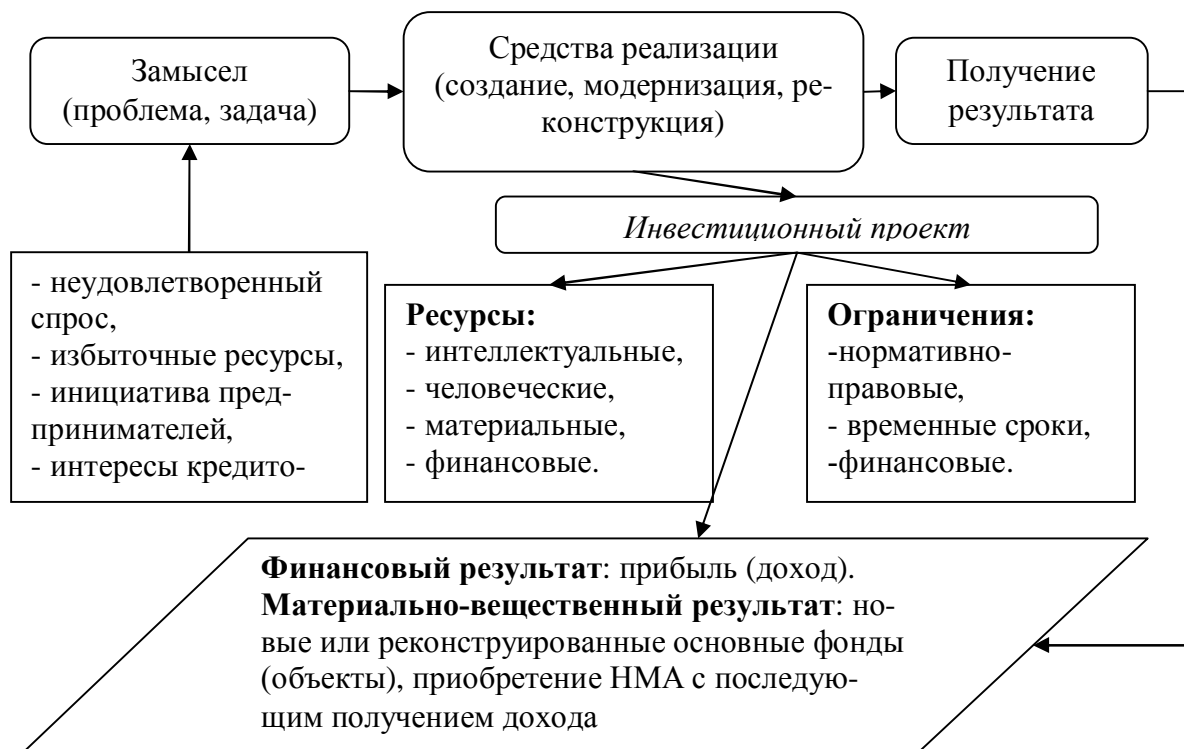 Замысел
(проблема, задача)
Средства реализации
(создание, модернизация, ре-
конструкция)
Получение
результата
Инвестиционный проект
- неудовлетворенный
спрос,
- избыточные ресурсы,
- инициатива пред-
принимателей,
- интересы кредито-
Ресурсы:
- интеллектуальные,
- человеческие,
- материальные,
- финансовые.
Ограничения:
-нормативно-
правовые,
- временные сроки,
-финансовые.
Финансовый результат: прибыль (доход).
Материально-вещественный результат: но-
вые или реконструированные основные фонды
(объекты), приобретение НМА с последую-
щим получением дохода